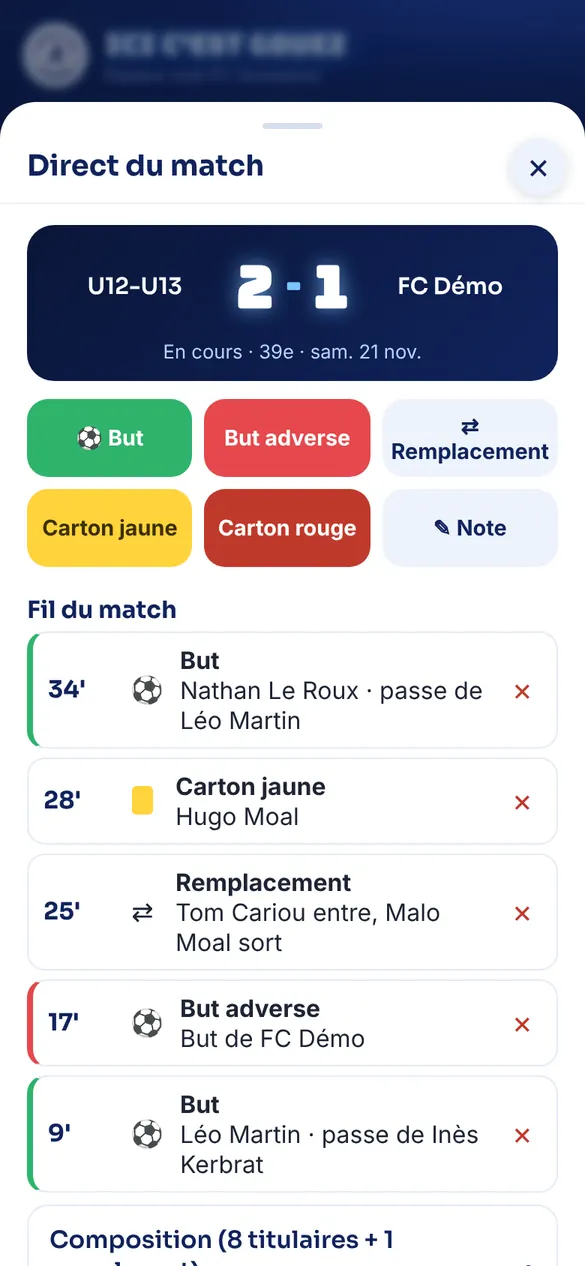 ICI C'EST GOUEZ
Direct du match
U12-U13
2 - 1
FC Démo
En cours · 39e · sam. 21 nov.
⚽ But
But adverse
⇄
Remplacement
Carton jaune
Carton rouge
✎ Note
Fil du match
34'
⚽
But
Nathan Le Roux · passe de
Léo Martin
✕
28'
Carton jaune
Hugo Moal
✕
25'
⇄
Remplacement
Tom Cariou entre, Malo
Moal sort
✕
17'
⚽
But adverse
But de FC Démo
✕
9'
⚽
But
Léo Martin · passe de Inès
Kerbrat
✕
Composition (8 titulaires + 1